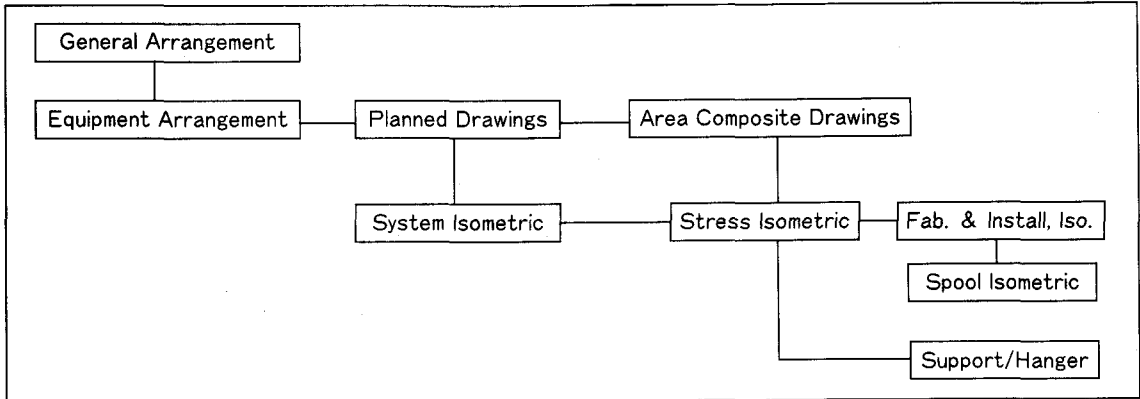 General Arrangement
Equipment Arrangement
Planned Drawings
Area Composite Drawings
System Isometric
Stress Isometric
Fab. & Install, Iso.
Spool Isometric
Support/Hanger